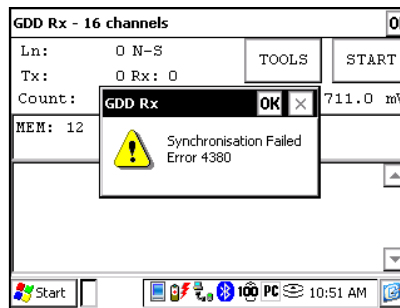 GDD Rx - 16 channels
Ln: 0 N-S
TOOLS
START
Tx: 0 Rx: 0
Count:
711.0
GDD Rx OK
MEM: 12
Synchronisation Failed
Error 4380
Start
100 PC 10:51 AM